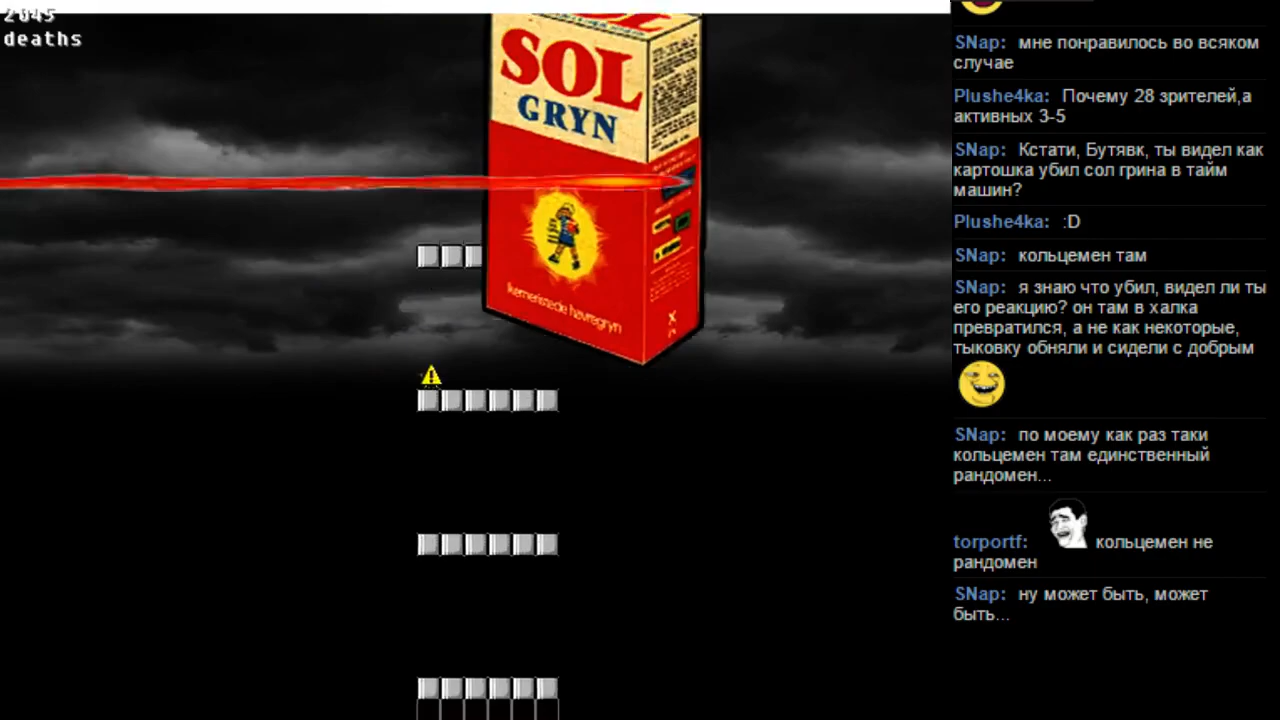 2045
deaths
SOL
GRYN
SNap: мне понравилось во всяком
случае
Plushe4ka: Почему 28 зрителей,а
активных 3-5
SNap: Кстати, Бутявк, ты видел как
картошка убил сол грина в тайм
машин?
Plushe4ka: :D
SNap: кольцемен там
SNap: я знаю что убил, видел ли ты
его реакцию? он там в халка
превратился, а не как некоторые,
тыковку обняли и сидели с добрым
SNap: по моему как раз таки
кольцемен там единственный
рандомен...
torportf: кольцемен не
рандомен
SNap: ну может быть, может
быть...